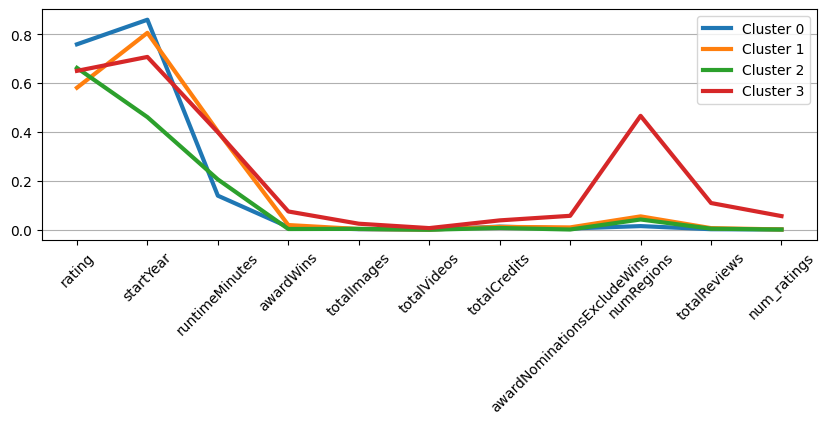 0.8
0.6
0.4
0.2
0.0
Cluster 0
Cluster 1
Cluster 2
Cluster 3
rating
startYear
runtimeMinutes
awardWins
totalImages
totalVideos
totalCredits
awardNominationsExcludeWins
numRegions
totalReviews
num_ratings